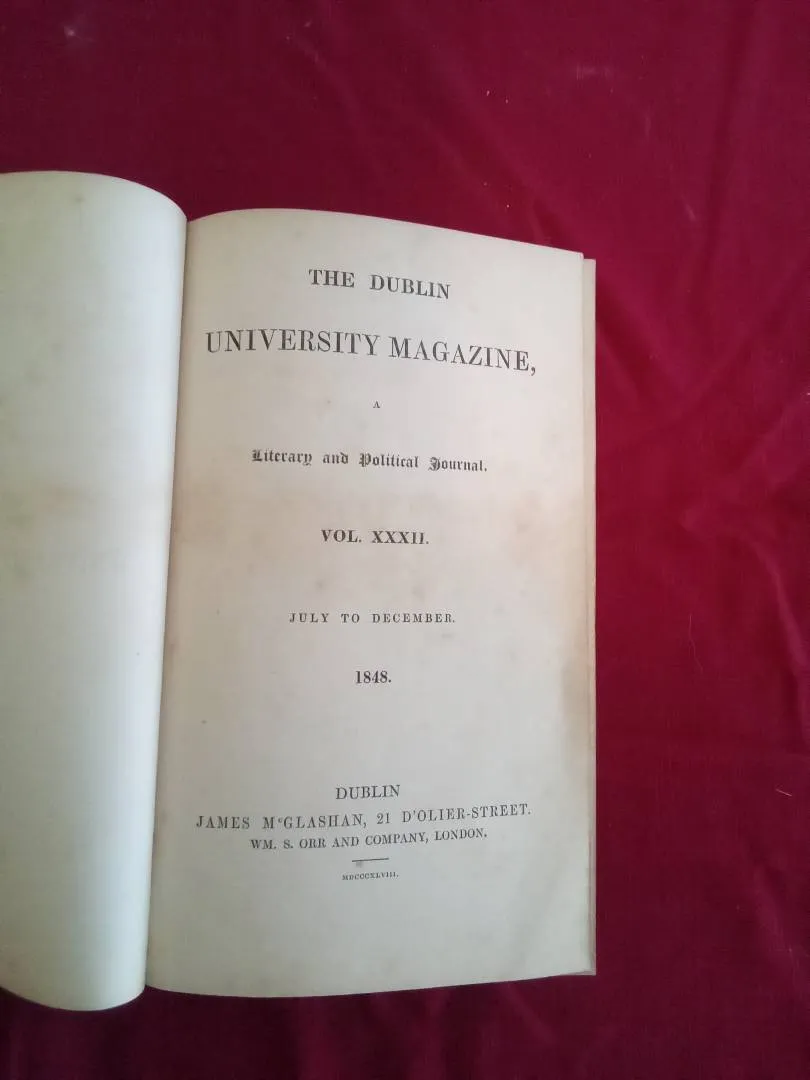 THE DUBLIN
UNIVERSITY MAGAZINE,
A
Literary and Political Journal.
VOL. XXXII.
JULY TO DECEMBER.
1848.
DUBLIN
JAMES McGLASHAN, 21 D'OLIER-STREET.
WM. S. ORR AND COMPANY, LONDON.
MDCCCXLVIII.